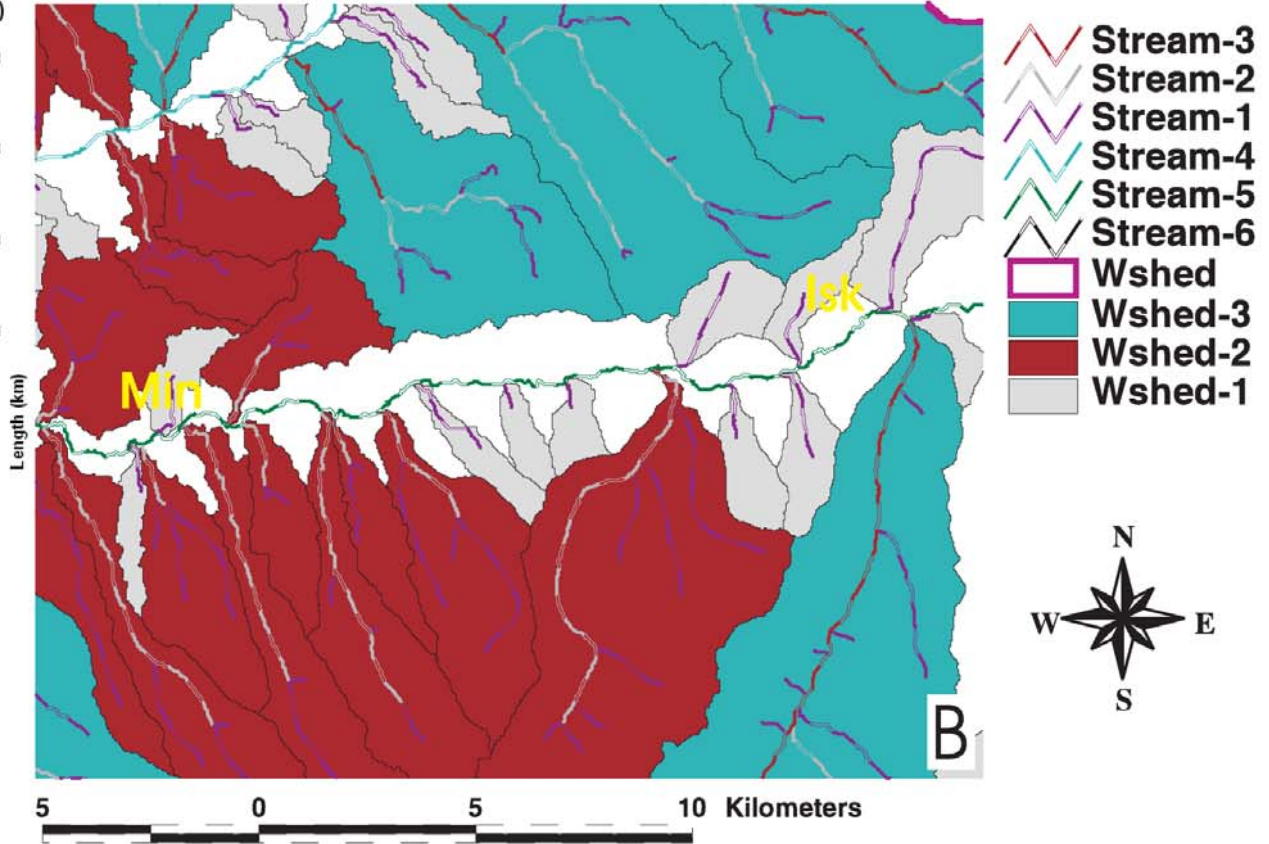 )
Length (km)
Min
Isk
B
Stream-3
Stream-2
Stream-1
Stream-4
Stream-5
Stream-6
Wshed
Wshed-3
Wshed-2
Wshed-1
N
W E
S
5 0 5 10 Kilometers